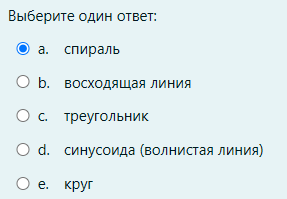 Выберите один ответ:
a. спираль
b. восходящая линия
c. треугольник
d. синусоида (волнистая линия)
e. круг